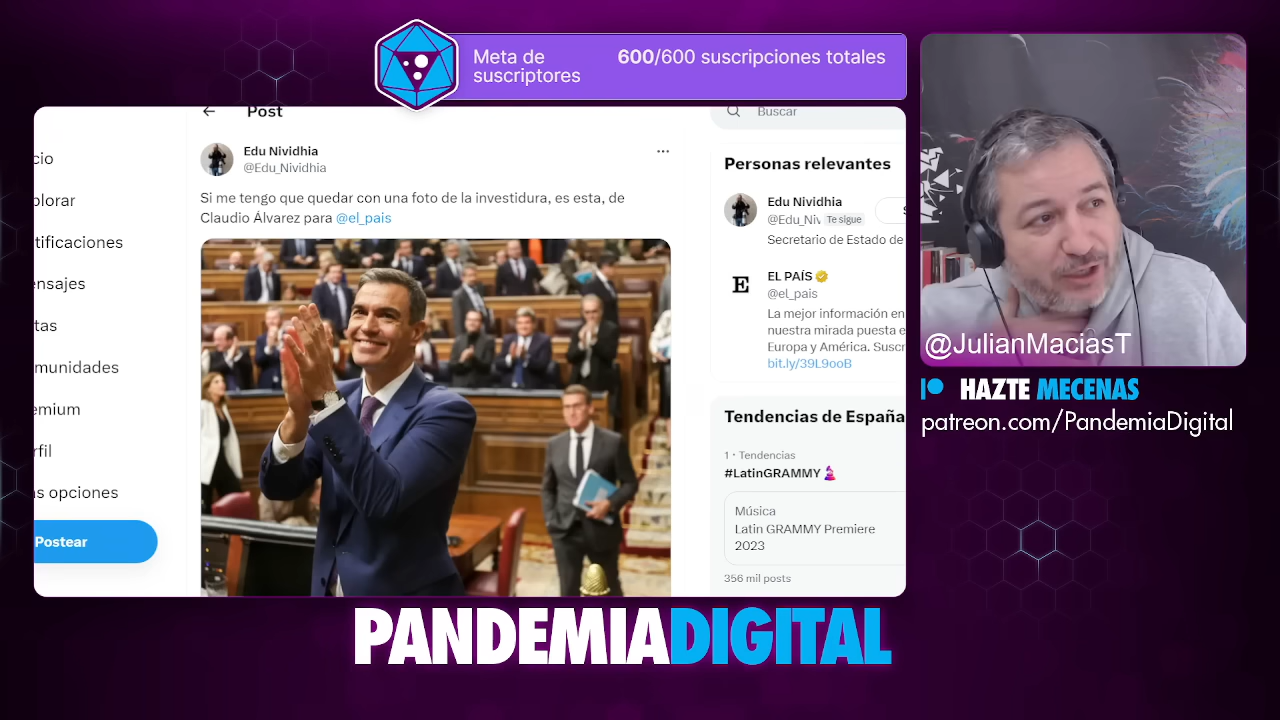 Meta de
suscriptores
600/600 suscripciones totales
Post
Buscar
cio
plorar
tificaciones
ensajes
tas
munidades
emium
rfil
as opciones
Postear
Edu Nividhia
@Edu_Nividhia
Si me tengo que quedar con una foto de la investidura, es esta, de
Claudio Álvarez para @el_pais
Personas relevantes
Edu Nividhia
@Edu_Niv Te sigue
Secretario de Estado de
EL PAÍS
@el_pais
La mejor información en
nuestra mirada puesta e
Europa y América. Suscr
bit.ly/39L9ooB
Tendencias de España
1 · Tendencias
#LatinGRAMMY
Música
Latin GRAMMY Premiere
2023
356 mil posts
@JulianMaciasT
HAZTE MECENAS
patreon.com/PandemiaDigital
PANDEMIADIGITAL